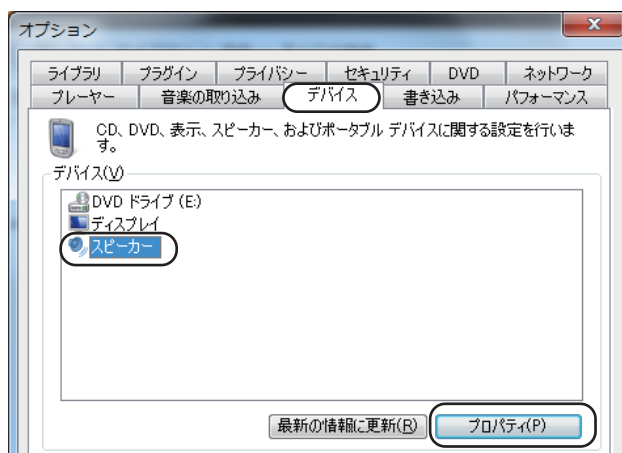 オプション
ライブラリ プラグイン プライバシー セキュリティ DVD ネットワーク
プレーヤー 音楽の取り込み デバイス 書き込み パフォーマンス
CD、DVD、表示、スピーカー、およびポータブル デバイスに関する設定を行いま
す。
デバイス(V)
DVD ドライブ (E:)
ディスプレイ
スピーカー
最新の情報に更新(R) プロパティ(P)